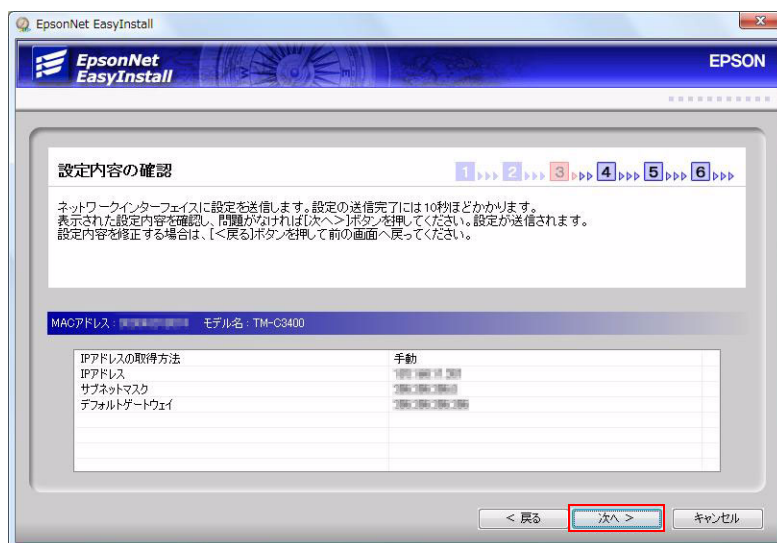 EpsonNet EasyInstall
EpsonNet
EasyInstall
EPSON
設定内容の確認
1 2 3 4 5 6
ネットワークインターフェイスに設定を送信します。設定の送信完了には10秒ほどかかります。
表示された設定内容を確認し、問題がなければ[次へ>]ボタンを押してください。設定が送信されます。
設定内容を修正する場合は、[<戻る]ボタンを押して前の画面へ戻ってください。
MACアドレス: モデル名:TM-C3400
IPアドレスの取得方法 手動
IPアドレス
サブネットマスク
デフォルトゲートウェイ
< 戻る 次へ > キャンセル